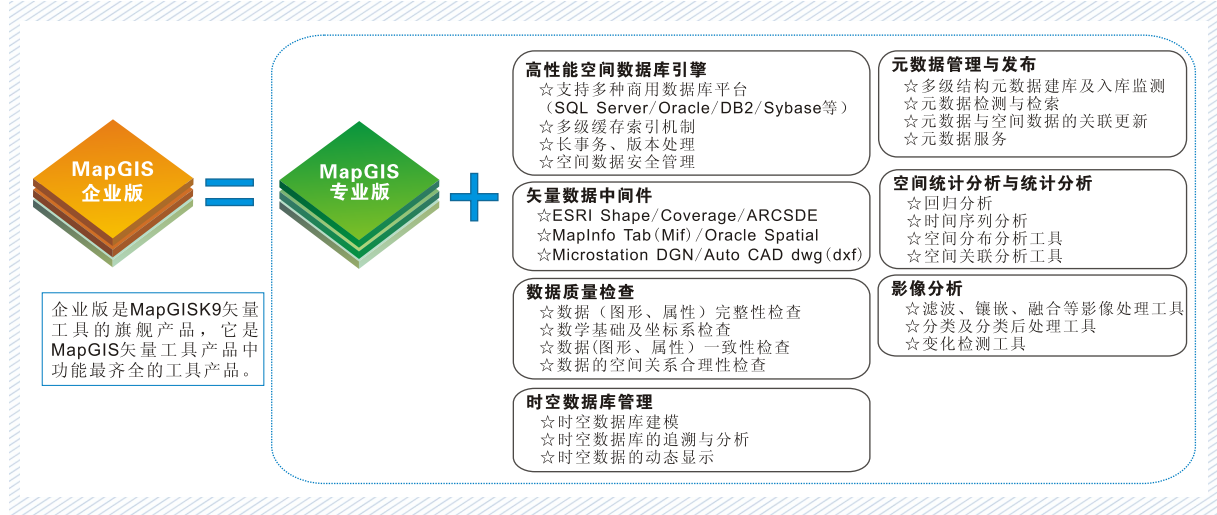 MapGIS
企业版
企业版是MapGISK9矢量
工具的旗舰产品，它是
MapGIS矢量工具产品中
功能最齐全的工具产品。
MapGIS
专业版
高性能空间数据库引擎
☆支持多种商用数据库平台
（SQL Server/Oracle/DB2/Sybase等）
☆多级缓存索引机制
☆长事务、版本处理
☆空间数据安全管理
矢量数据中间件
☆ESRI Shape/Coverage/ARCSDE
☆MapInfo Tab(Mif)/Oracle Spatial
☆Microstation DGN/Auto CAD dwg(dxf)
数据质量检查
☆数据（图形、属性）完整性检查
☆数学基础及坐标系检查
☆数据(图形、属性）一致性检查
☆数据的空间关系合理性检查
时空数据库管理
☆时空数据库建模
☆时空数据库的追溯与分析
☆时空数据的动态显示
元数据管理与发布
☆多级结构元数据建库及入库监测
☆元数据检测与检索
☆元数据与空间数据的关联更新
☆元数据服务
空间统计分析与统计分析
☆回归分析
☆时间序列分析
☆空间分布分析工具
☆空间关联分析工具
影像分析
☆滤波、镶嵌、融合等影像处理工具
☆分类及分类后处理工具
☆变化检测工具